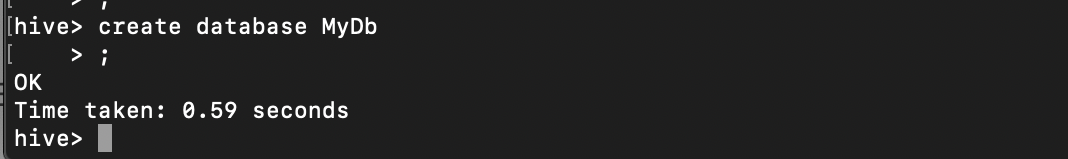 > ;
[hive> create database MyDb
[    > ;
OK
Time taken: 0.59 seconds
hive>